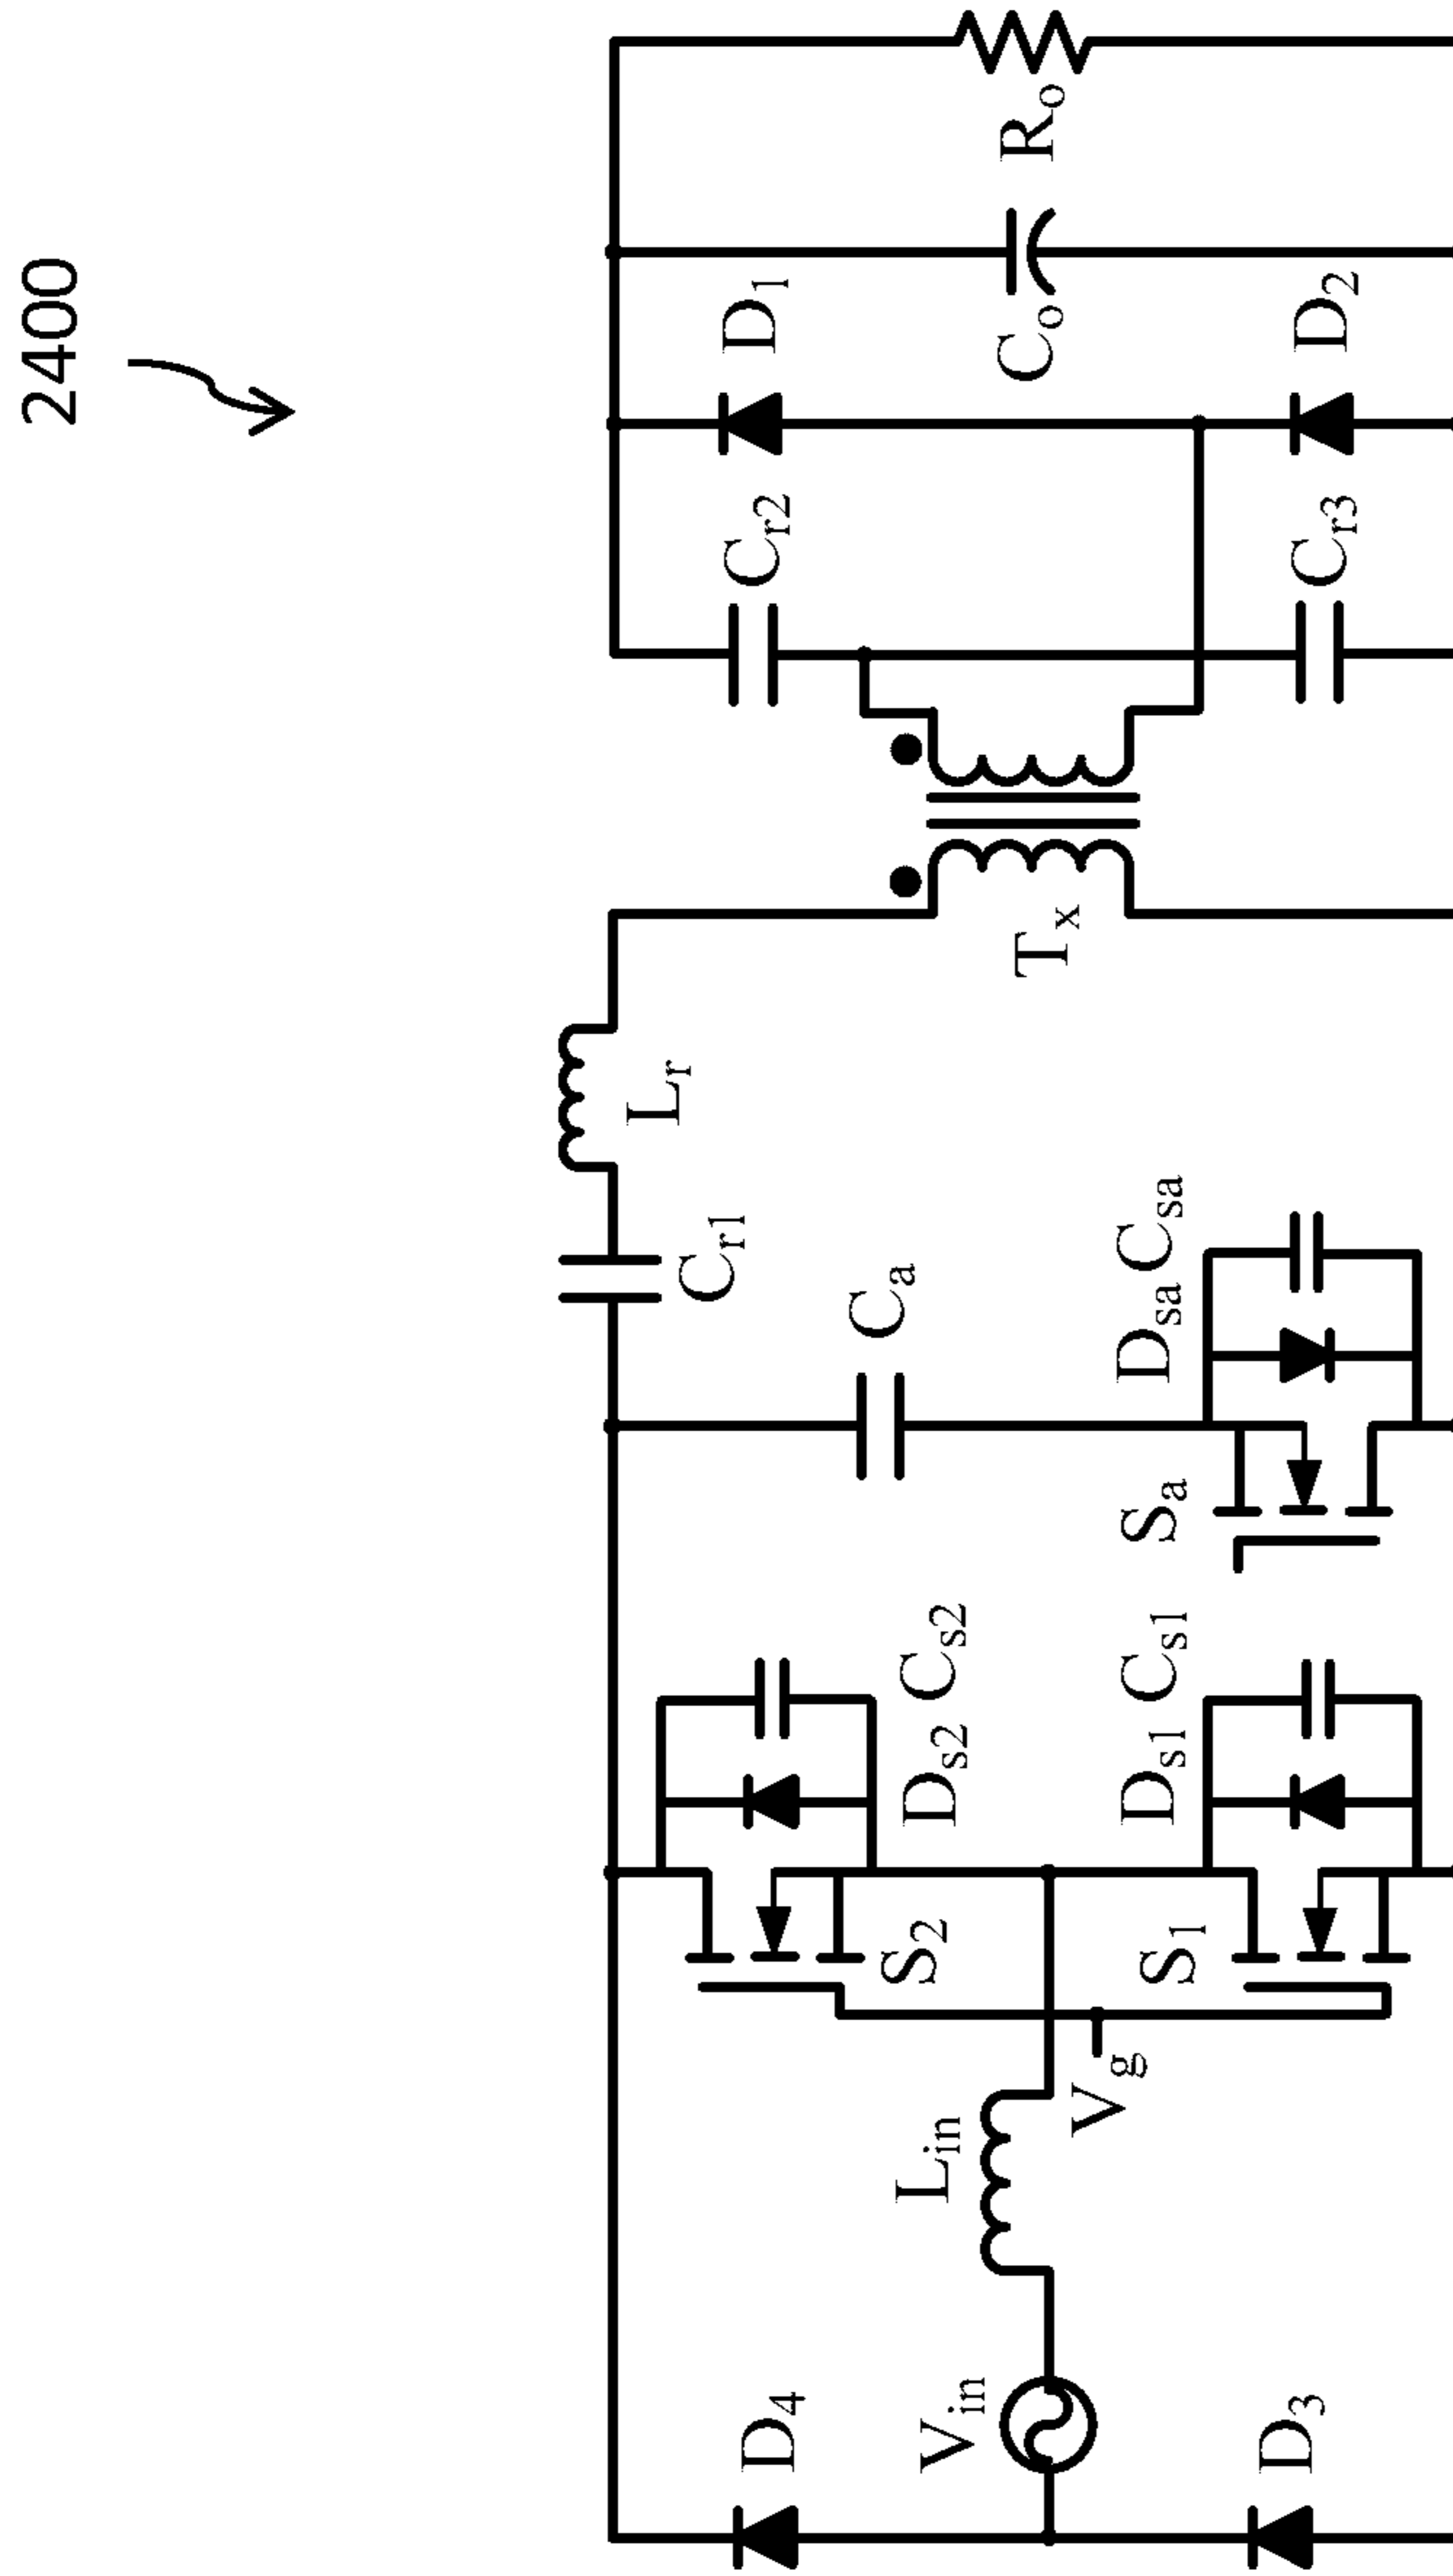 2400
D4
D3
Vin
Lin
Vg
S2
S1
Ds2
Cs2
Ds1
Cs1
Sa
Dsa
Csa
Ca
Cr1
Lr
Tx
Cr2
Cr3
D1
D2
Co
Ro